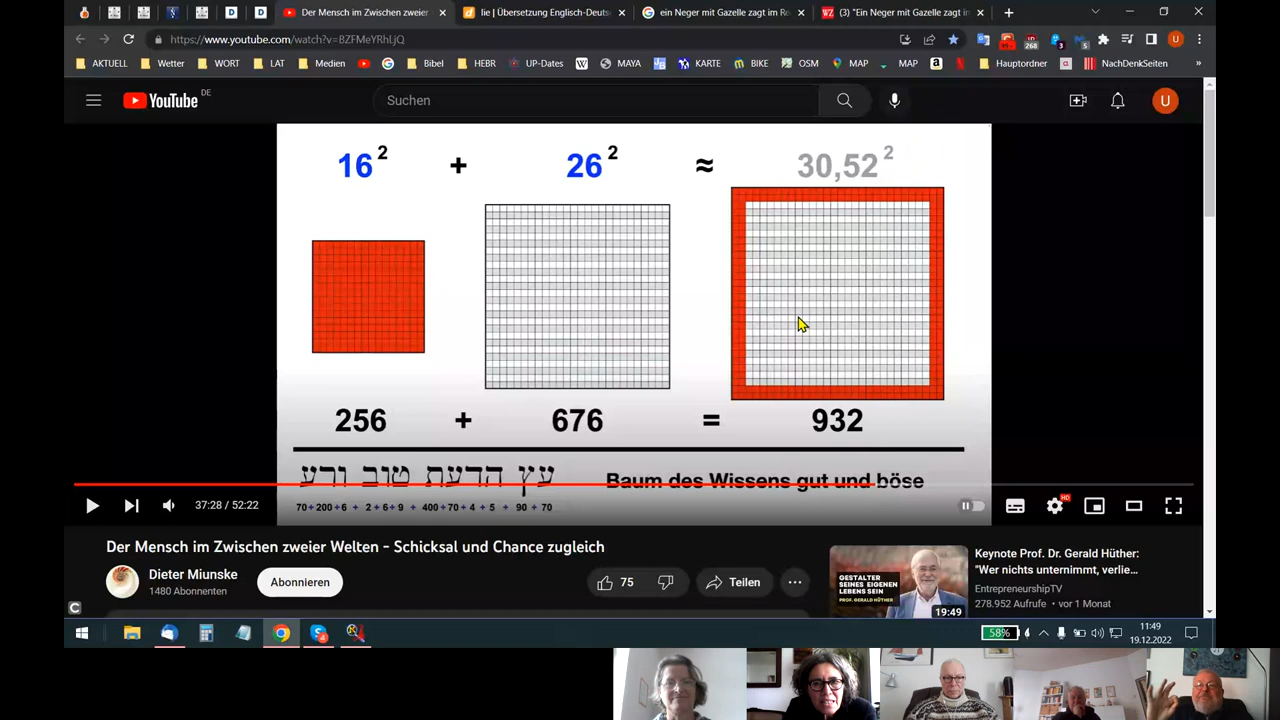 Der Mensch im Zwischen zweier
lie | Übersetzung Englisch-Deuts
ein Neger mit Gazelle zagt im Re
(3) "Ein Neger mit Gazelle zagt im
https://www.youtube.com/watch?v=BZFMeYRhLjQ
AKTUELL Wetter WORT LAT Medien Bibel HEBR UP-Dates MAYA KARTE BIKE OSM MAP MAP Hauptordner NachDenkSeiten »
YouTube DE
Suchen
U
16² + 26² ≈ 30,52²
256 + 676 = 932
עץ הדעת טוב ורע
Baum des Wissens gut und böse
70+200+6 + 2+6+9 + 400+70+4+5 + 90+70
37:28 / 52:22
HD
Der Mensch im Zwischen zweier Welten - Schicksal und Chance zugleich
Dieter Miunske
1480 Abonnenten
Abonnieren
75
Teilen
GESTALTER
SEINES EIGENEN
LEBENS SEIN
PROF. GERALD HÜTHER
19:49
Keynote Prof. Dr. Gerald Hüther:
"Wer nichts unternimmt, verlie...
EntrepreneurshipTV
278.952 Aufrufe • vor 1 Monat
58%
11:49
19.12.2022